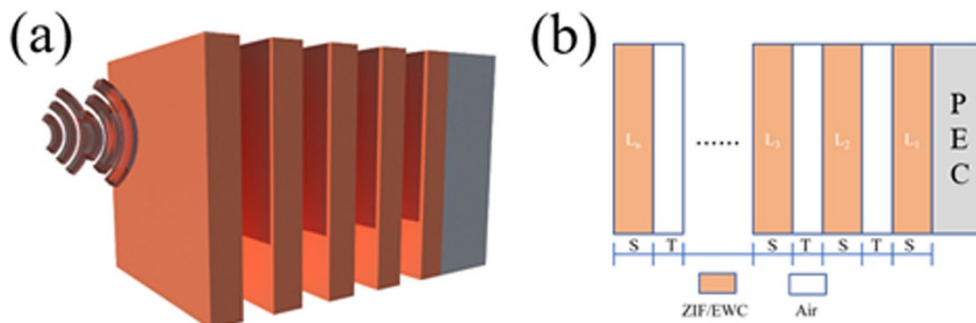 (a)
(b)
Ln ...... L3 L2 L1
P
E
C
S T S T S T S
ZIF/EWC Air